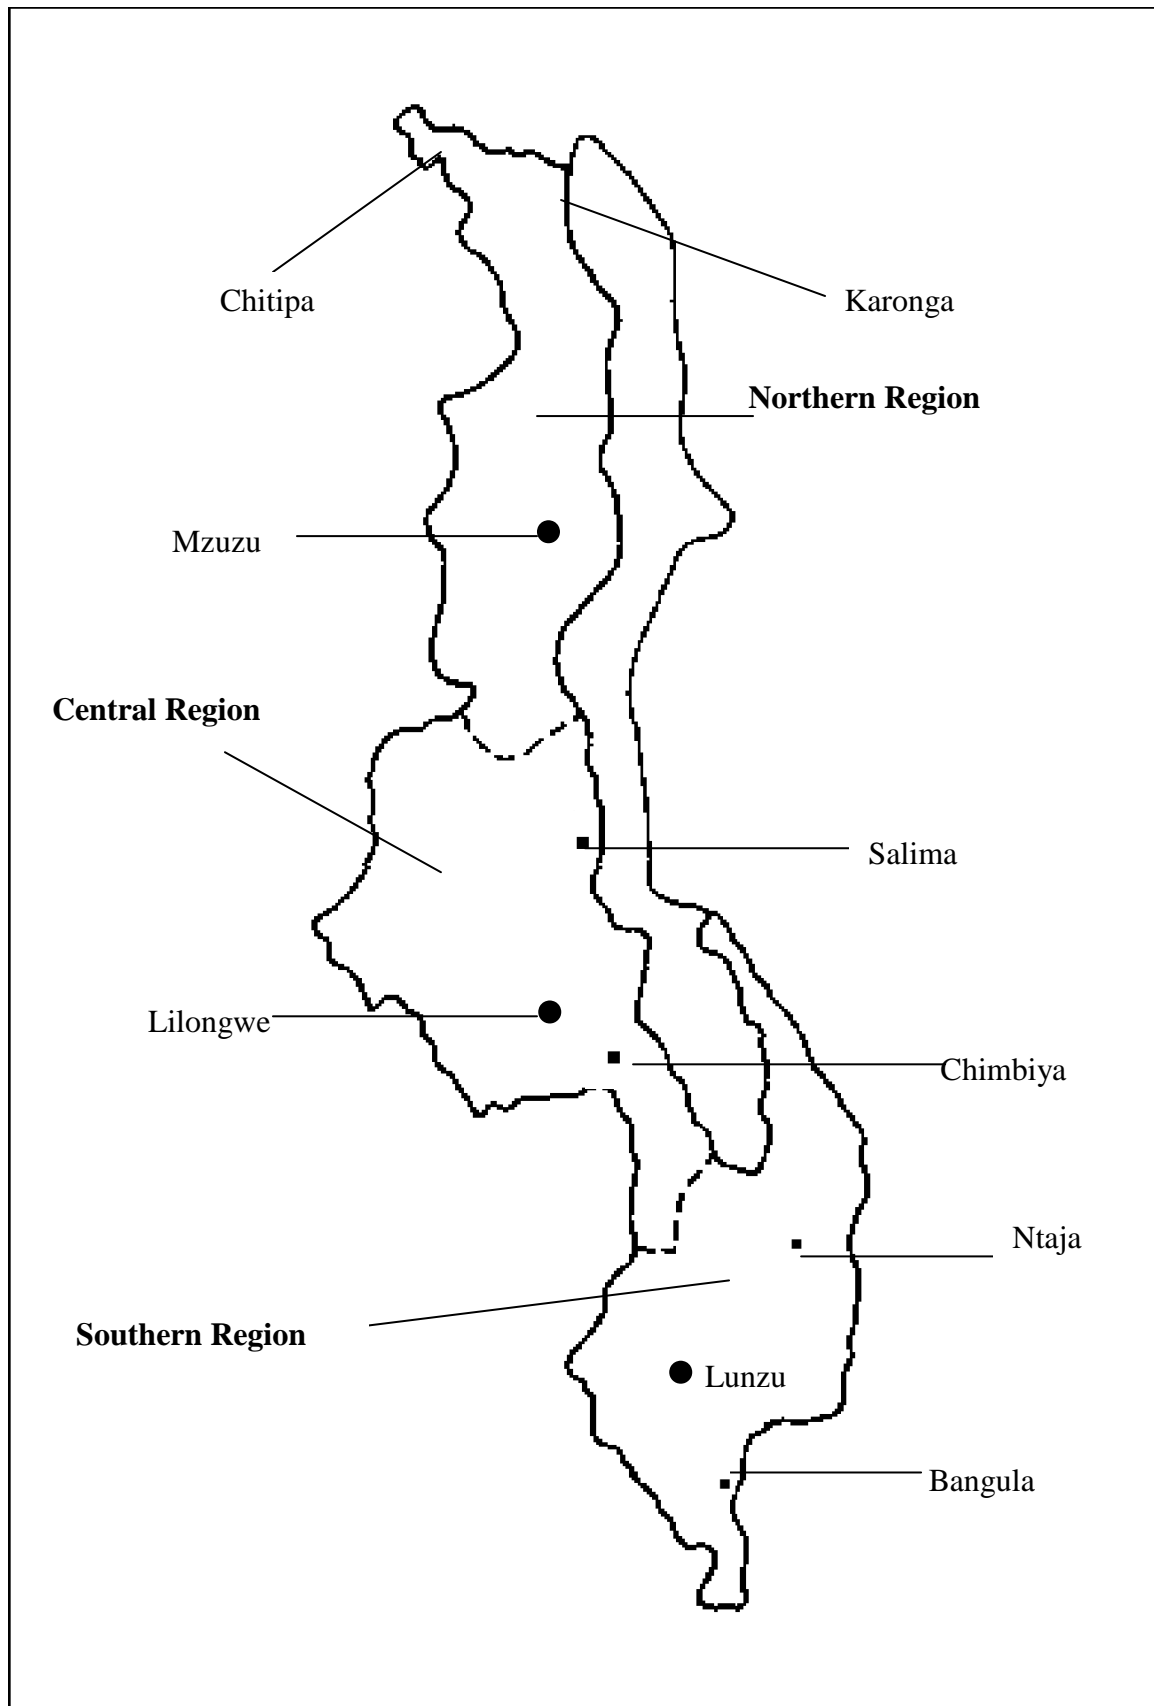 Chitipa
Karonga
Northern Region
Mzuzu
Central Region
Salima
Lilongwe
Chimbiya
Ntaja
Southern Region
Lunzu
Bangula